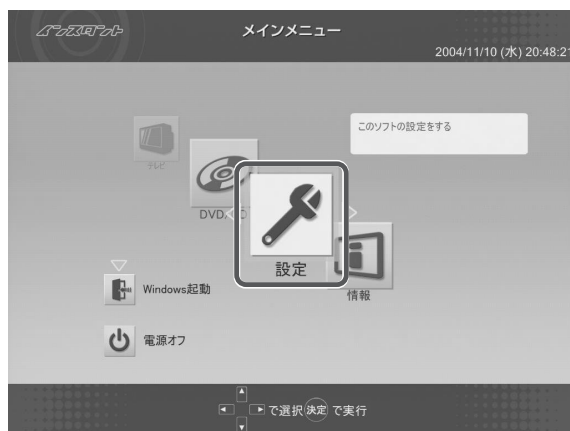 インスタント
メインメニュー
2004/11/10 (水) 20:48:21
このソフトの設定をする
テレビ
DVD/
設定
情報
Windows起動
電源オフ
で選択 決定 で実行